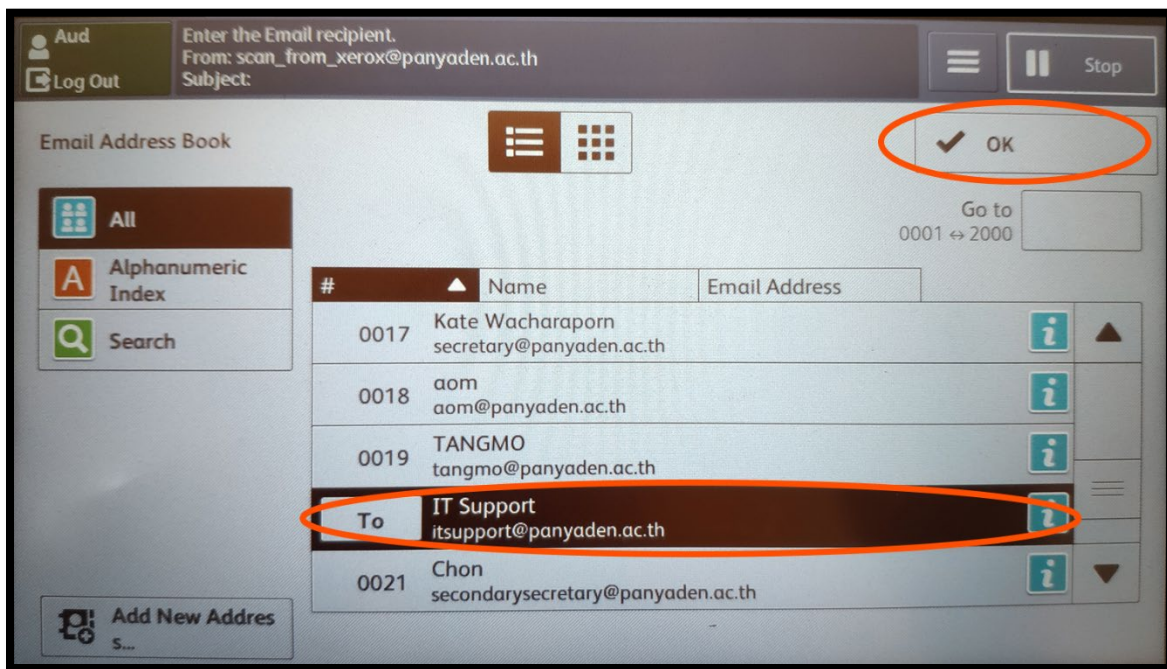 Aud
Log Out
Enter the Email recipient.
From: scan_from_xerox@panyaden.ac.th
Subject:
Stop
Email Address Book
OK
All
Alphanumeric
Index
Search
Go to
0001 ↔ 2000
# Name Email Address
0017 Kate Wacharaporn
secretary@panyaden.ac.th
0018 aom
aom@panyaden.ac.th
0019 TANGMO
tangmo@panyaden.ac.th
To IT Support
itsupport@panyaden.ac.th
0021 Chon
secondarysecretary@panyaden.ac.th
Add New Addres
s...